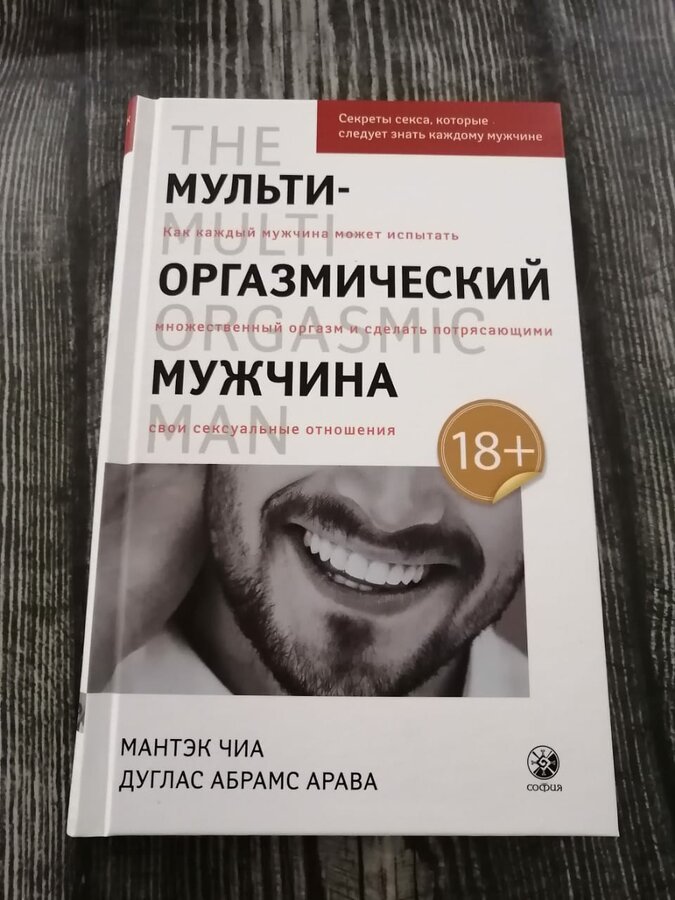 Секреты секса, которые
следует знать каждому мужчине
THE
МУЛЬТИ-
MULTI
Как каждый мужчина может испытать
ОРГАЗМИЧЕСКИЙ
ORGASMIC
множественный оргазм и сделать потрясающими
МУЖЧИНА
MAN
свои сексуальные отношения
18+
МАНТЭК ЧИА
ДУГЛАС АБРАМС АРАВА
СОФИЯ